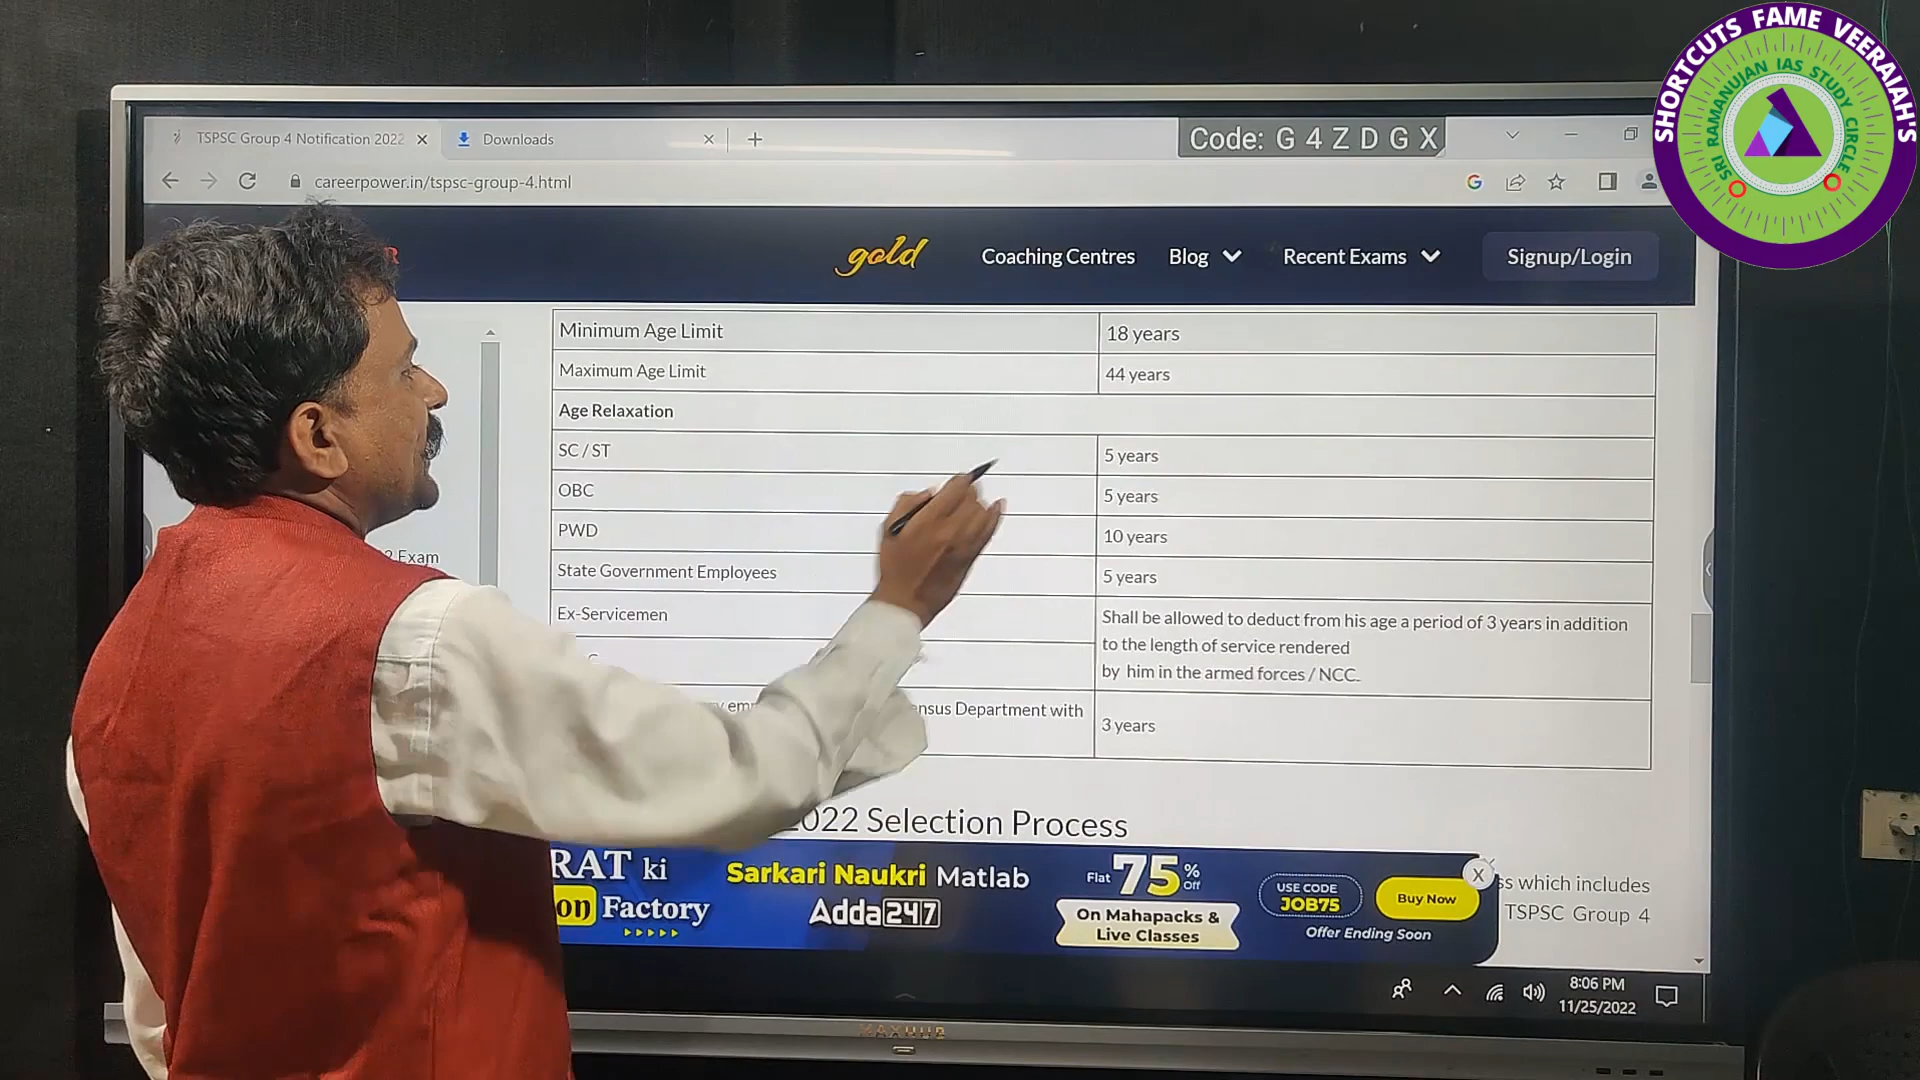 SHORTCUTS FAME VEERAIAH'S
SRI RAMANUJAN IAS STUDY CIRCLE
TSPSC Group 4 Notification 2022
Downloads
Code: G 4 Z D G X
careerpower.in/tspsc-group-4.html
gold
Coaching Centres
Blog
Recent Exams
Signup/Login
Minimum Age Limit 18 years
Maximum Age Limit 44 years
Age Relaxation
SC / ST 5 years
OBC 5 years
PWD 10 years
State Government Employees 5 years
Ex-Servicemen
Shall be allowed to deduct from his age a period of 3 years in addition
to the length of service rendered
by him in the armed forces / NCC.
ensus Department with
3 years
Exam
2022 Selection Process
RAT ki
on Factory
Sarkari Naukri Matlab
Adda247
Flat 75% Off
On Mahapacks &
Live Classes
USE CODE
JOB75
Buy Now
Offer Ending Soon
X
ss which includes
TSPSC Group 4
8:06 PM
11/25/2022
MAXHUB